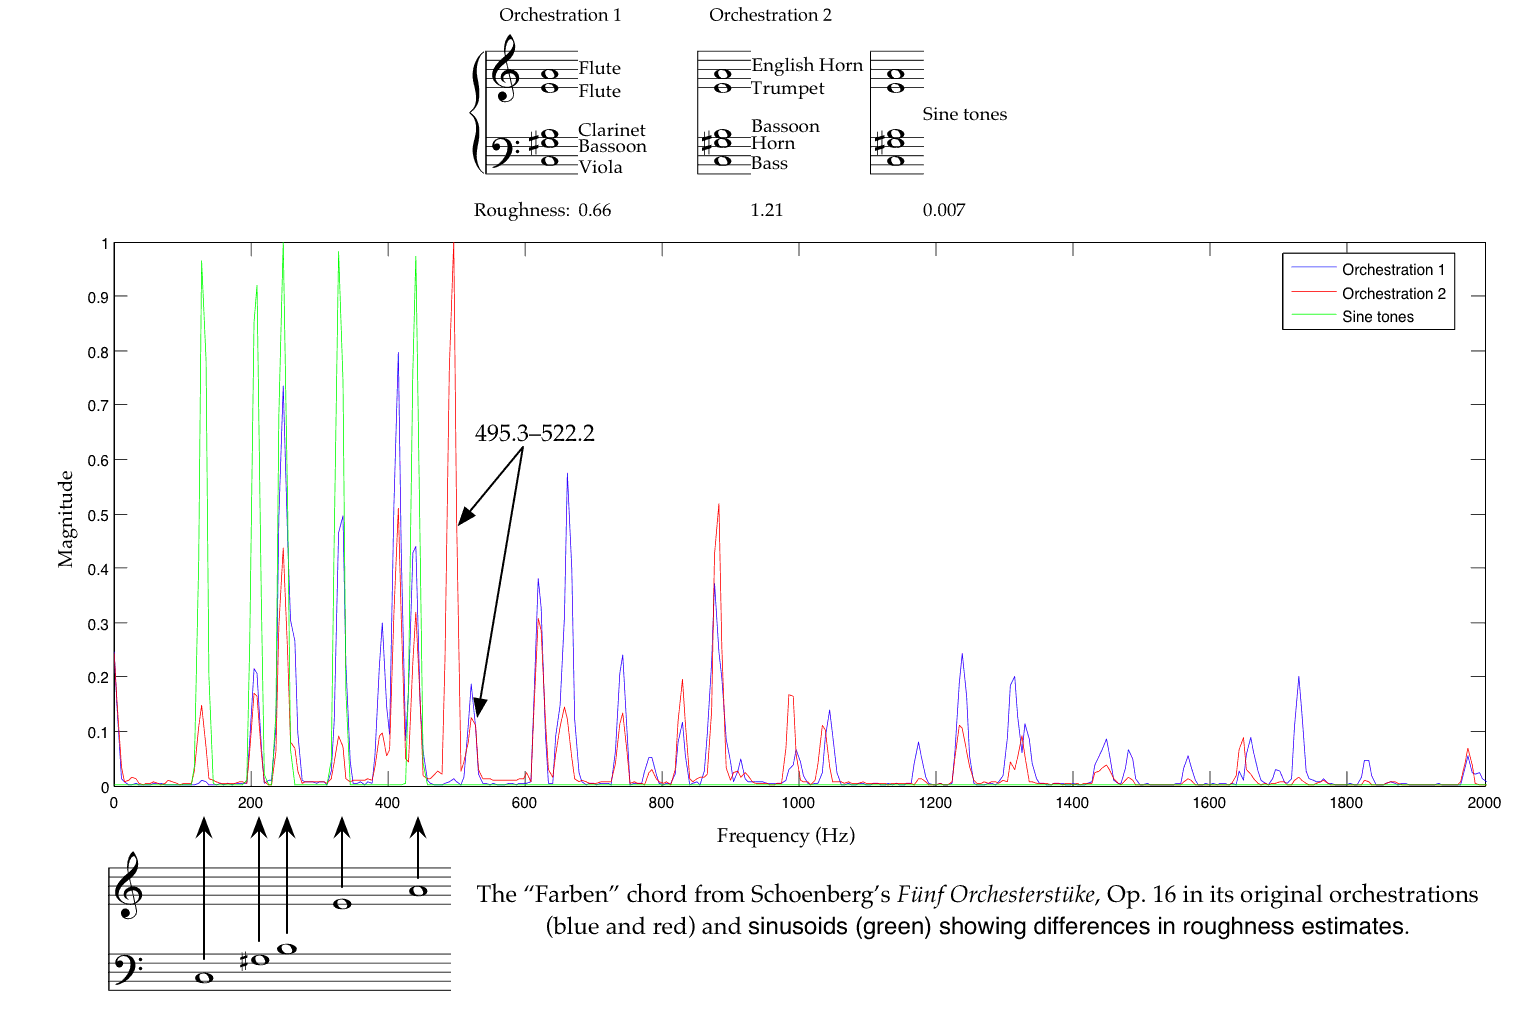 Orchestration 1
Orchestration 2
Flute
Flute
Clarinet
Bassoon
Viola
English Horn
Trumpet
Bassoon
Horn
Bass
Sine tones
Roughness: 0.66 1.21 0.007
Orchestration 1
Orchestration 2
Sine tones
495.3–522.2
Magnitude
1
0.9
0.8
0.7
0.6
0.5
0.4
0.3
0.2
0.1
0
0 200 400 600 800 1000 1200 1400 1600 1800 2000
Frequency (Hz)
The “Farben” chord from Schoenberg’s Fünf Orchesterstüke, Op. 16 in its original orchestrations
(blue and red) and sinusoids (green) showing differences in roughness estimates.